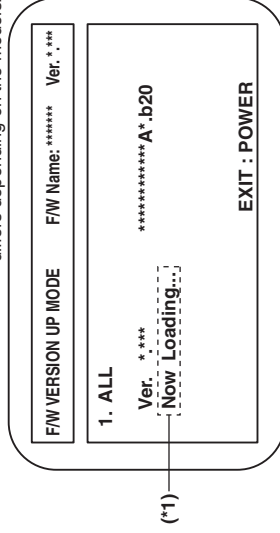 F/W VERSION UP MODE F/W Name: ******* Ver. *.***
1. ALL
Ver. *.*** *************A*.b20
Now Loading...
EXIT : POWER
(*1)